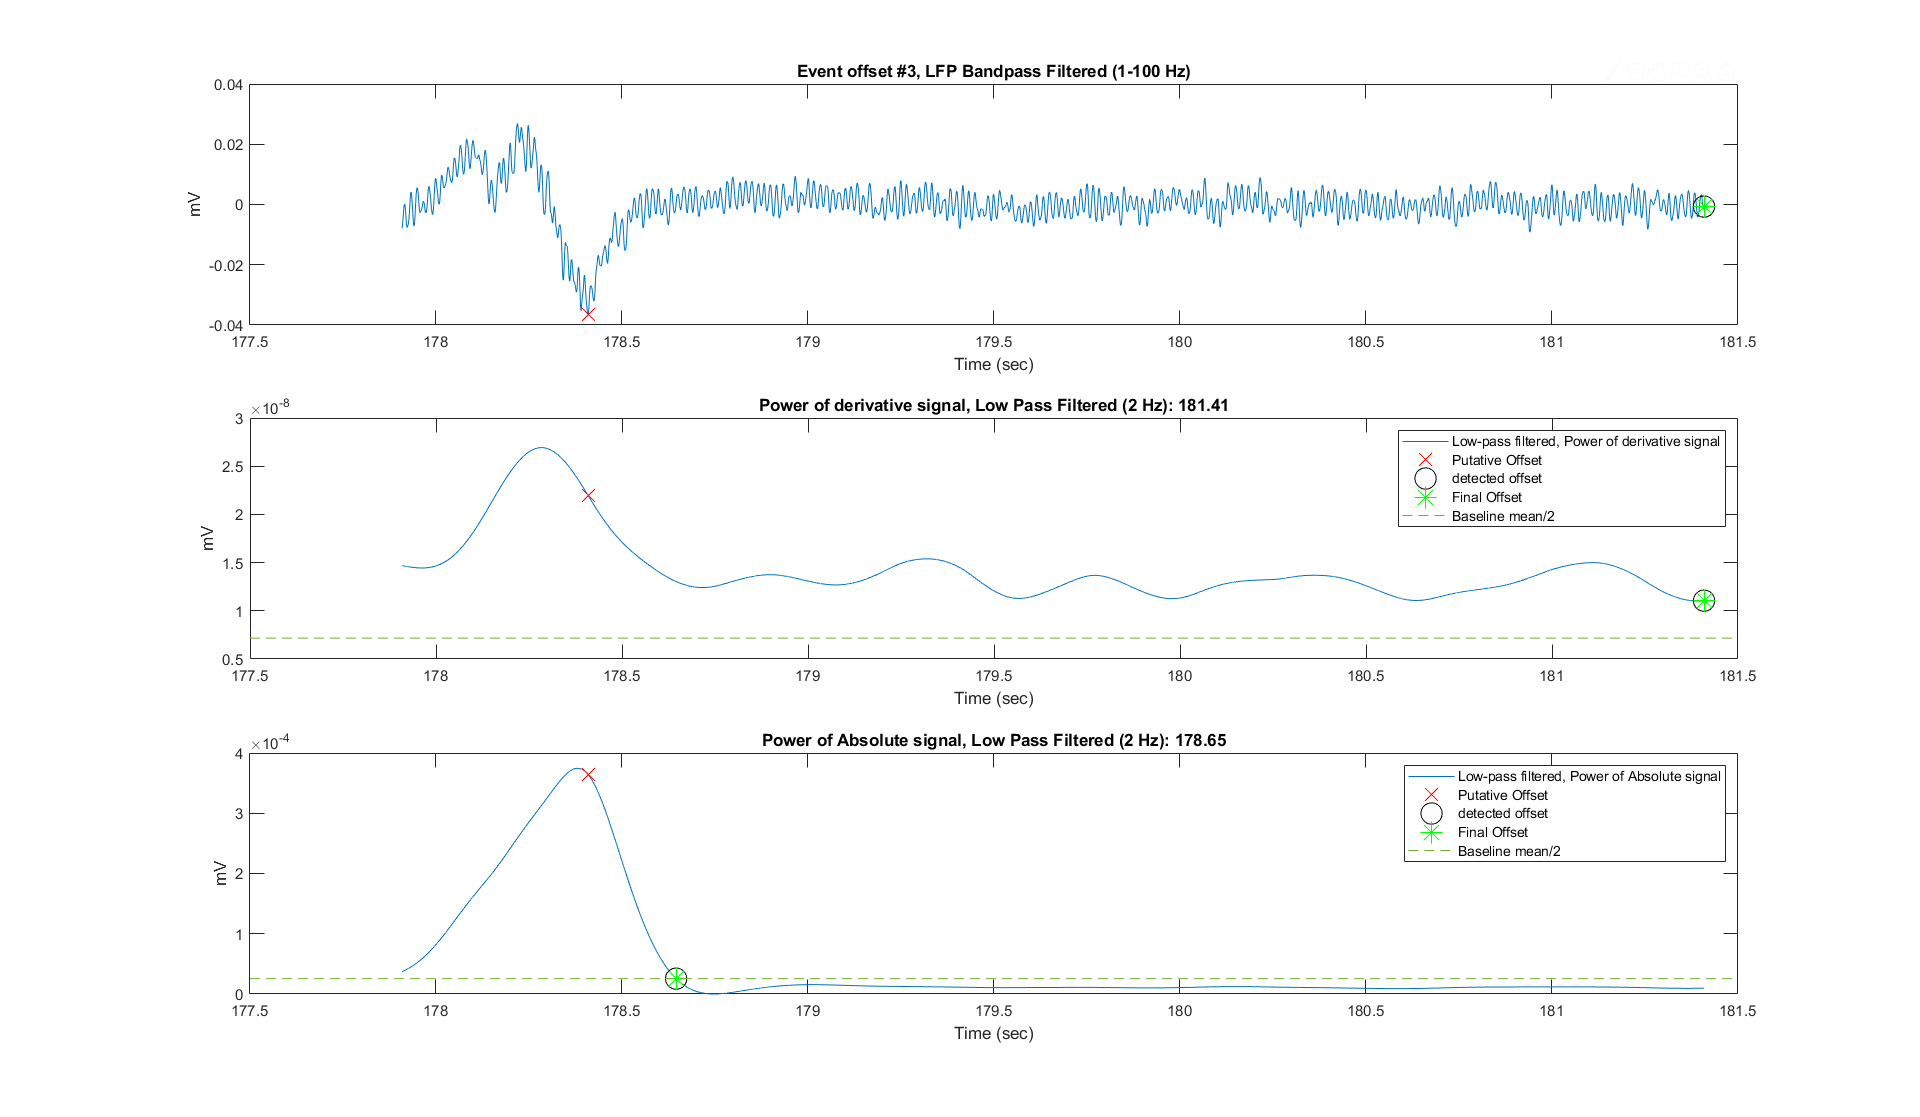 Event offset #3, LFP Bandpass Filtered (1-100 Hz)
0.04
0.02
0
-0.02
-0.04
mV
177.5 178 178.5 179 179.5 180 180.5 181 181.5
Time (sec)
Power of derivative signal, Low Pass Filtered (2 Hz): 181.41
×10-8
3
2.5
2
1.5
1
0.5
mV
Low-pass filtered, Power of derivative signal
Putative Offset
detected offset
Final Offset
Baseline mean/2
177.5 178 178.5 179 179.5 180 180.5 181 181.5
Time (sec)
Power of Absolute signal, Low Pass Filtered (2 Hz): 178.65
×10-4
4
3
2
1
0
mV
Low-pass filtered, Power of Absolute signal
Putative Offset
detected offset
Final Offset
Baseline mean/2
177.5 178 178.5 179 179.5 180 180.5 181 181.5
Time (sec)